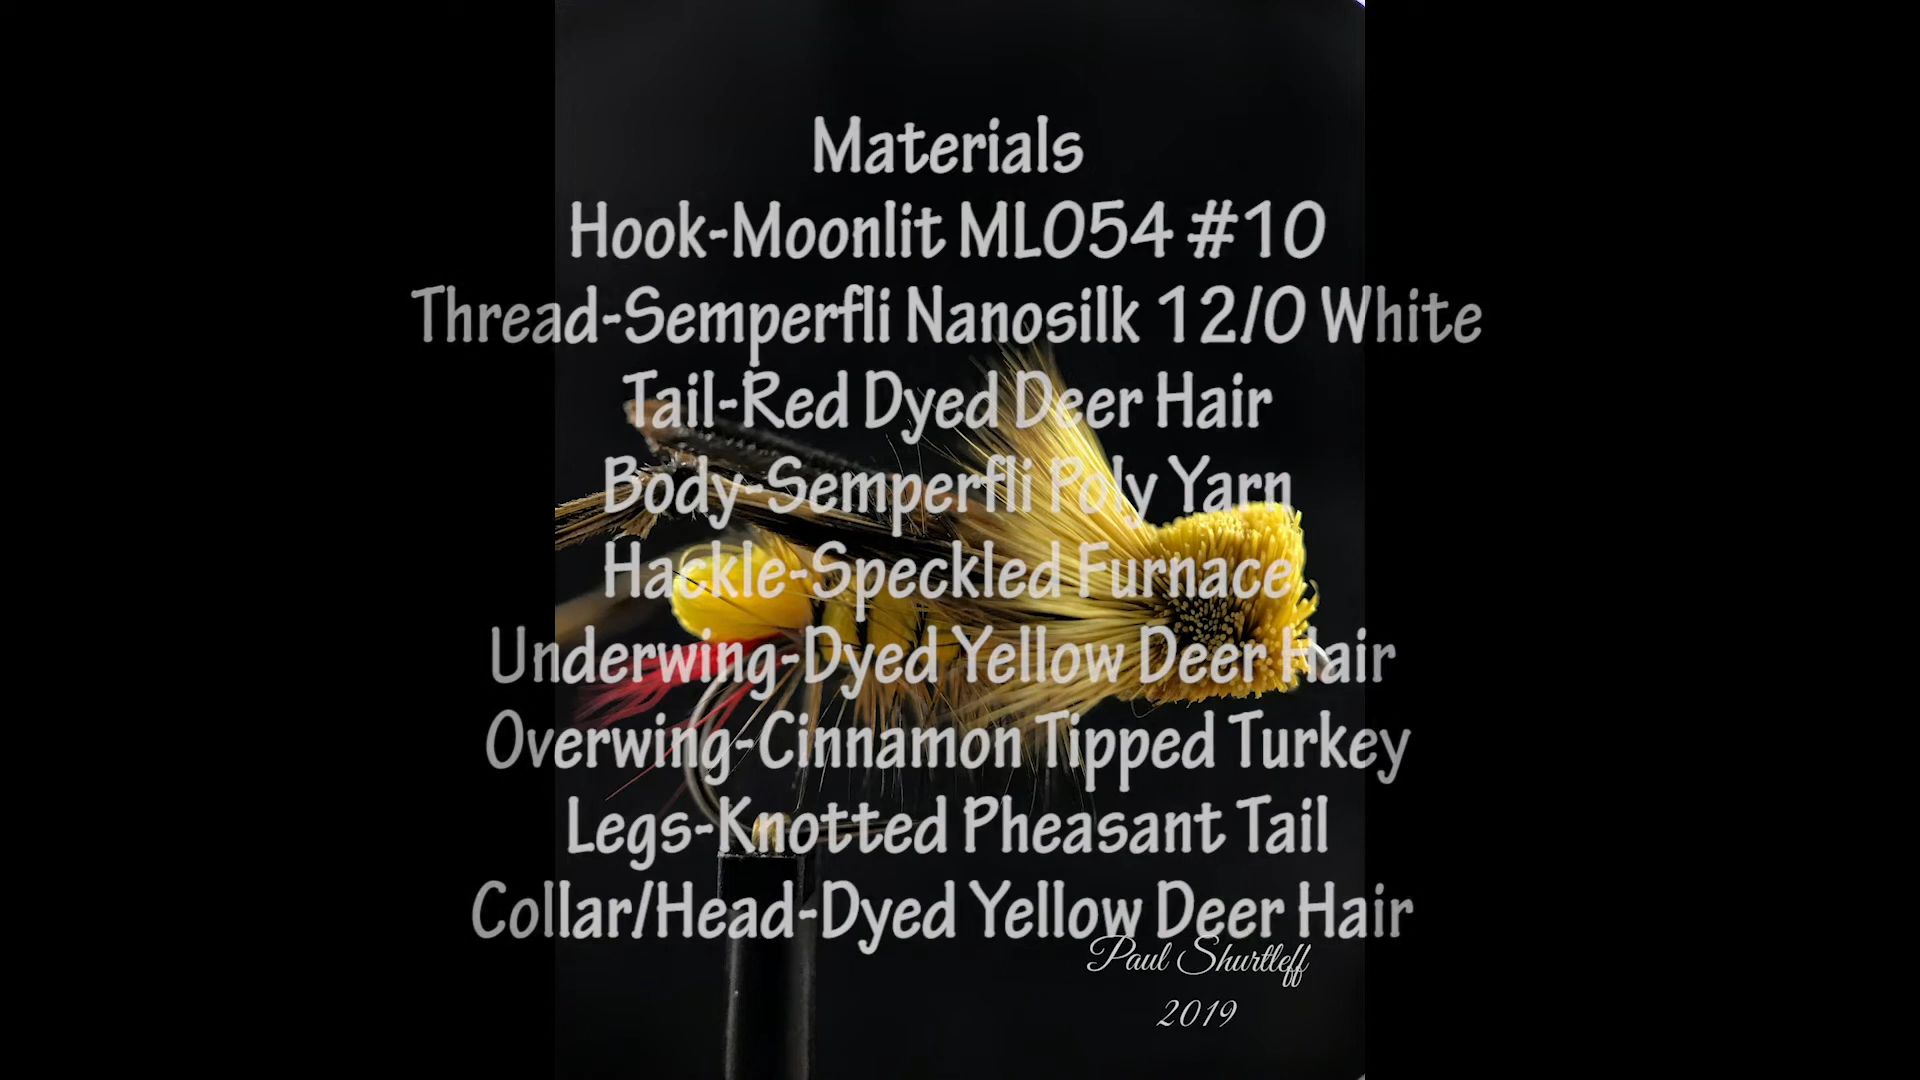 Materials
Hook-Moonlit ML054 #10
Thread-Semperfli Nanosilk 12/0 White
Tail-Red Dyed Deer Hair
Body-Semperfli Poly Yarn
Hackle-Speckled Furnace
Underwing-Dyed Yellow Deer Hair
Overwing-Cinnamon Tipped Turkey
Legs-Knotted Pheasant Tail
Collar/Head-Dyed Yellow Deer Hair
Paul Shurtleff
2019